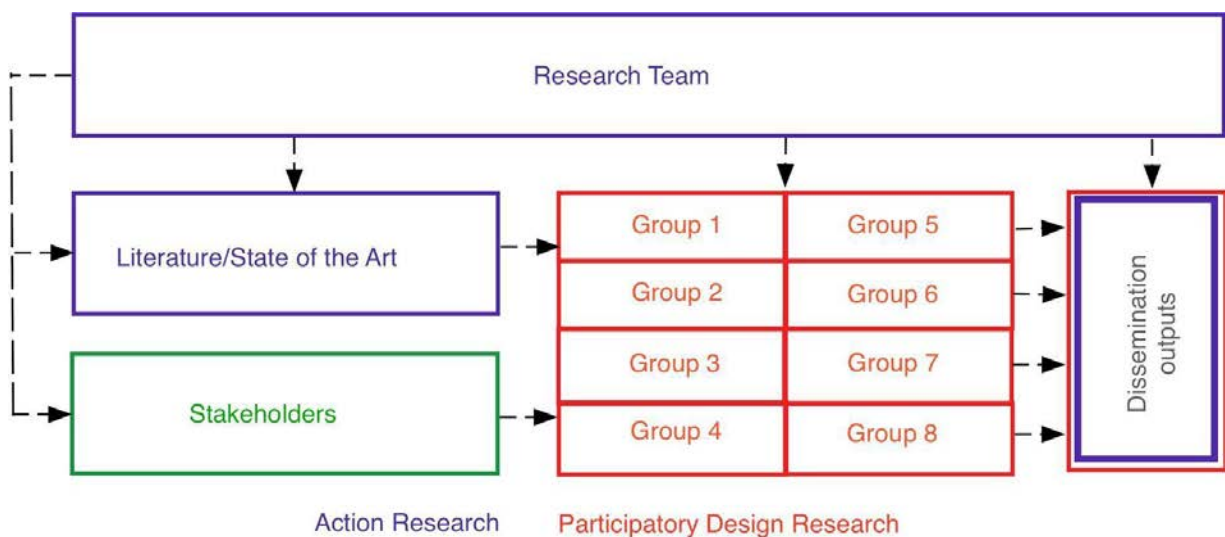 Research Team
Literature/State of the Art
Stakeholders
Group 1
Group 5
Group 2
Group 6
Group 3
Group 7
Group 4
Group 8
Dissemination
outputs
Action Research
Participatory Design Research